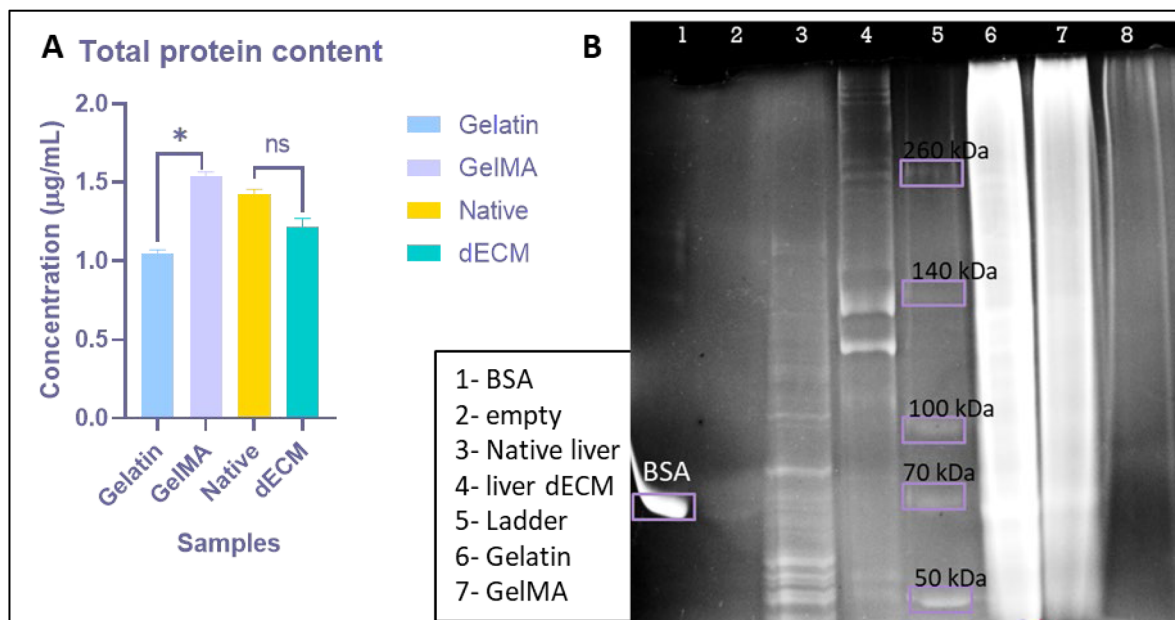 A Total protein content
Concentration (µg/mL)
2.0
1.5
1.0
0.5
0.0
*
ns
Gelatin
GelMA
Native
dECM
Samples
Gelatin
GelMA
Native
dECM
B
1 2 3 4 5 6 7 8
260 kDa
140 kDa
100 kDa
70 kDa
50 kDa
BSA
1- BSA
2- empty
3- Native liver
4- liver dECM
5- Ladder
6- Gelatin
7- GelMA